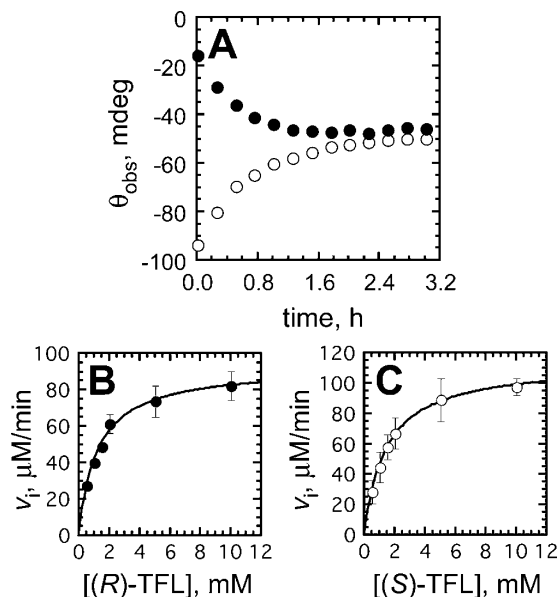 A
0
-20
-40
-60
-80
-100
θobs, mdeg
0.0 0.8 1.6 2.4 3.2
time, h
B
100
80
60
40
20
0
vi, μM/min
0 2 4 6 8 10 12
[(R)-TFL], mM
C
120
100
80
60
40
20
0
vi, μM/min
0 2 4 6 8 10 12
[(S)-TFL], mM